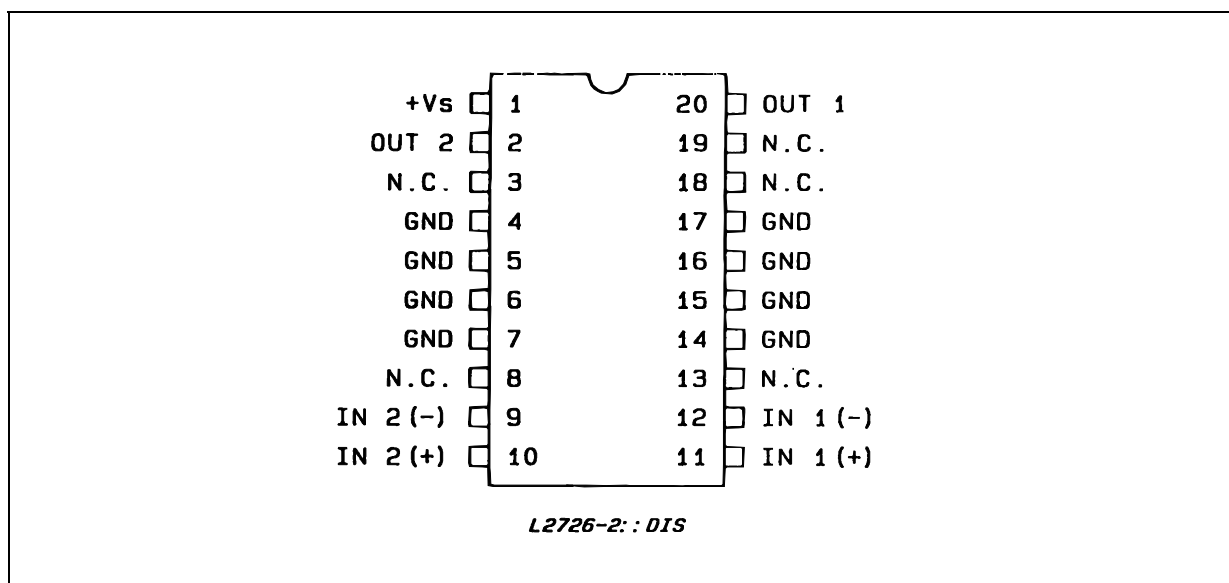 +Vs 1 20 OUT 1
OUT 2 2 19 N.C.
N.C. 3 18 N.C.
GND 4 17 GND
GND 5 16 GND
GND 6 15 GND
GND 7 14 GND
N.C. 8 13 N.C.
IN 2(-) 9 12 IN 1(-)
IN 2(+) 10 11 IN 1(+)
L2726-2::DIS